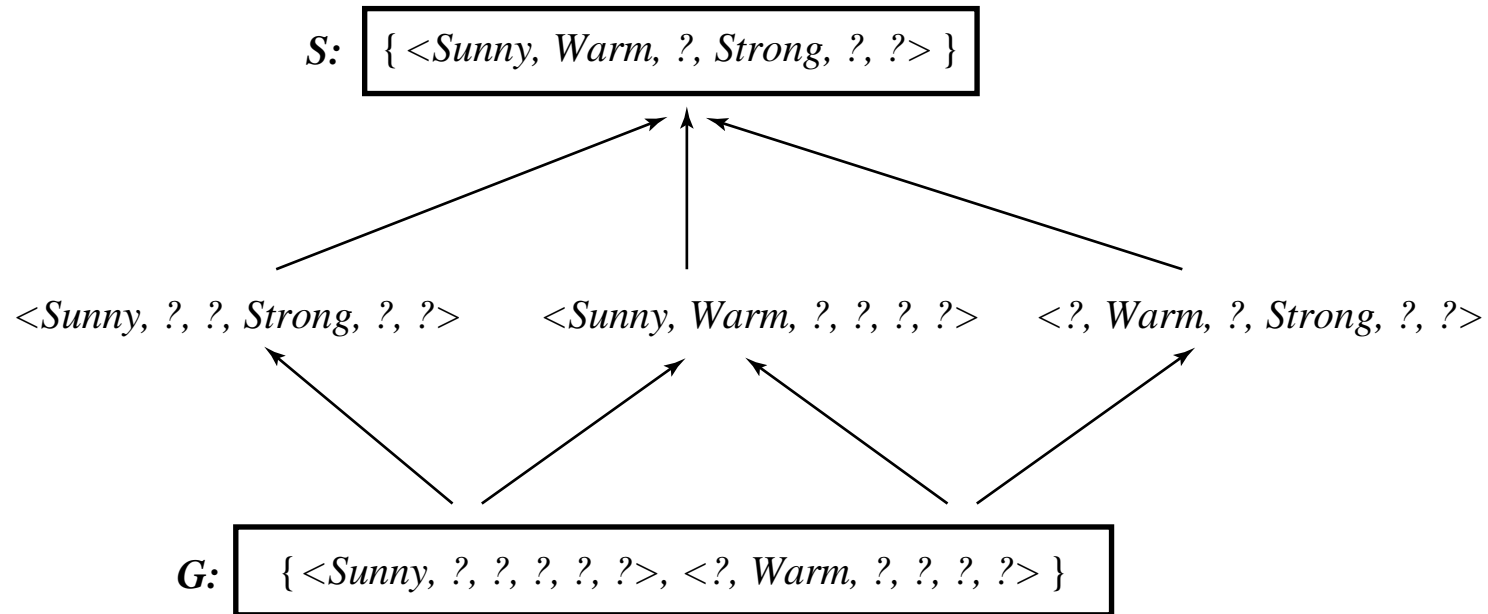 S: { <Sunny, Warm, ?, Strong, ?, ?> }
<Sunny, ?, ?, Strong, ?, ?> <Sunny, Warm, ?, ?, ?, ?> <?, Warm, ?, Strong, ?, ?>
G: { <Sunny, ?, ?, ?, ?, ?>, <?, Warm, ?, ?, ?, ?> }